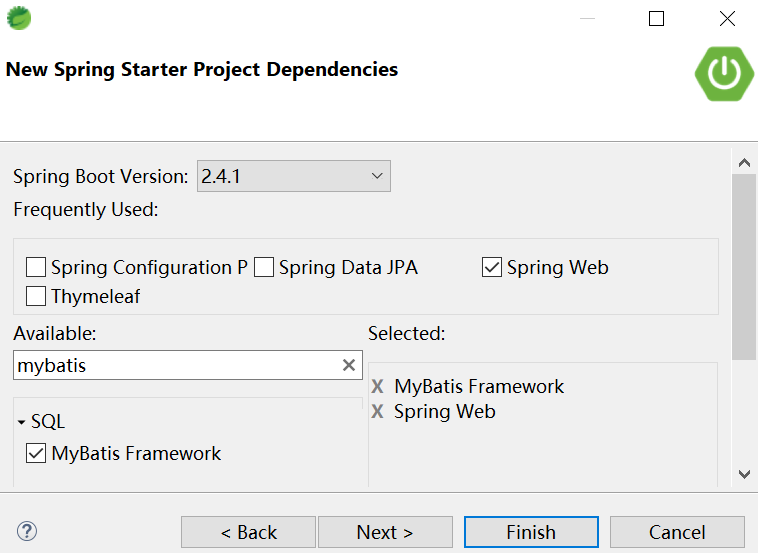 New Spring Starter Project Dependencies
Spring Boot Version: 2.4.1
Frequently Used:
Spring Configuration P Spring Data JPA Spring Web
Thymeleaf
Available: Selected:
mybatis
X MyBatis Framework
X Spring Web
SQL
MyBatis Framework
? < Back Next > Finish Cancel